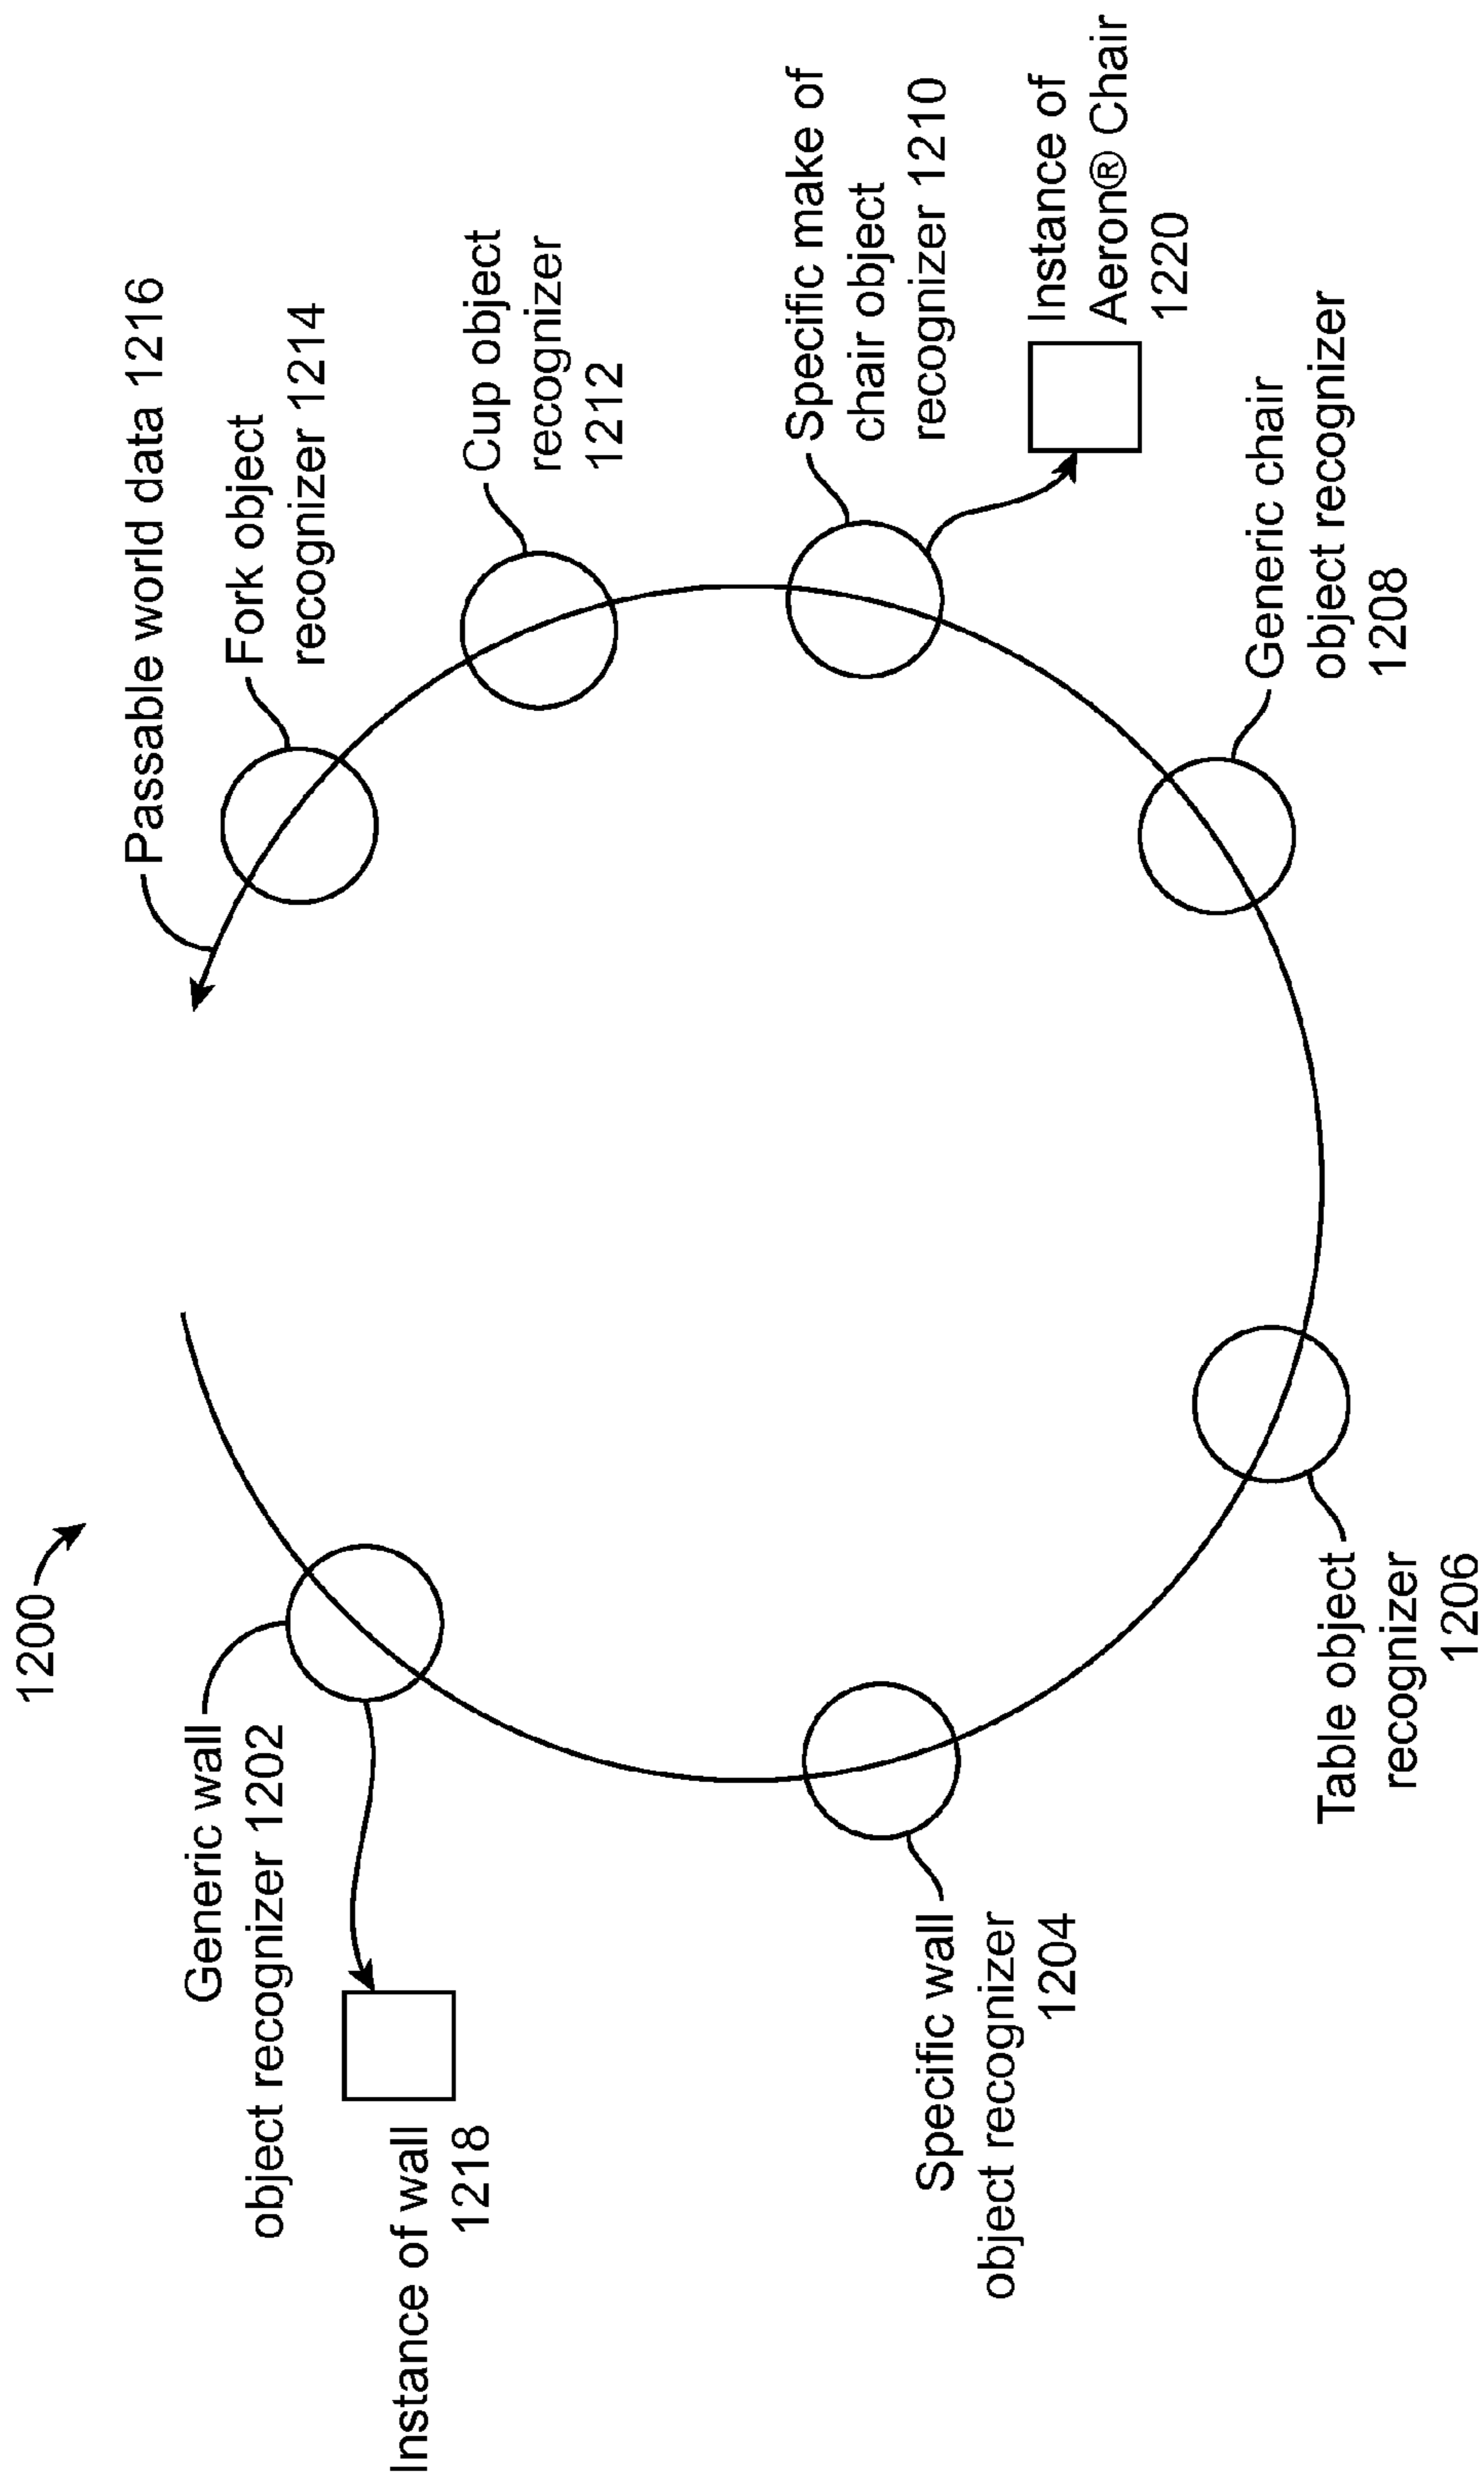 1200
Passable world data 1216
Generic wall
object recognizer 1202
Fork object
recognizer 1214
Instance of wall
1218
Cup object
recognizer
1212
Specific wall
object recognizer
1204
Specific make of
chair object
recognizer 1210
Instance of
Aeron® Chair
1220
Table object
recognizer
1206
Generic chair
object recognizer
1208